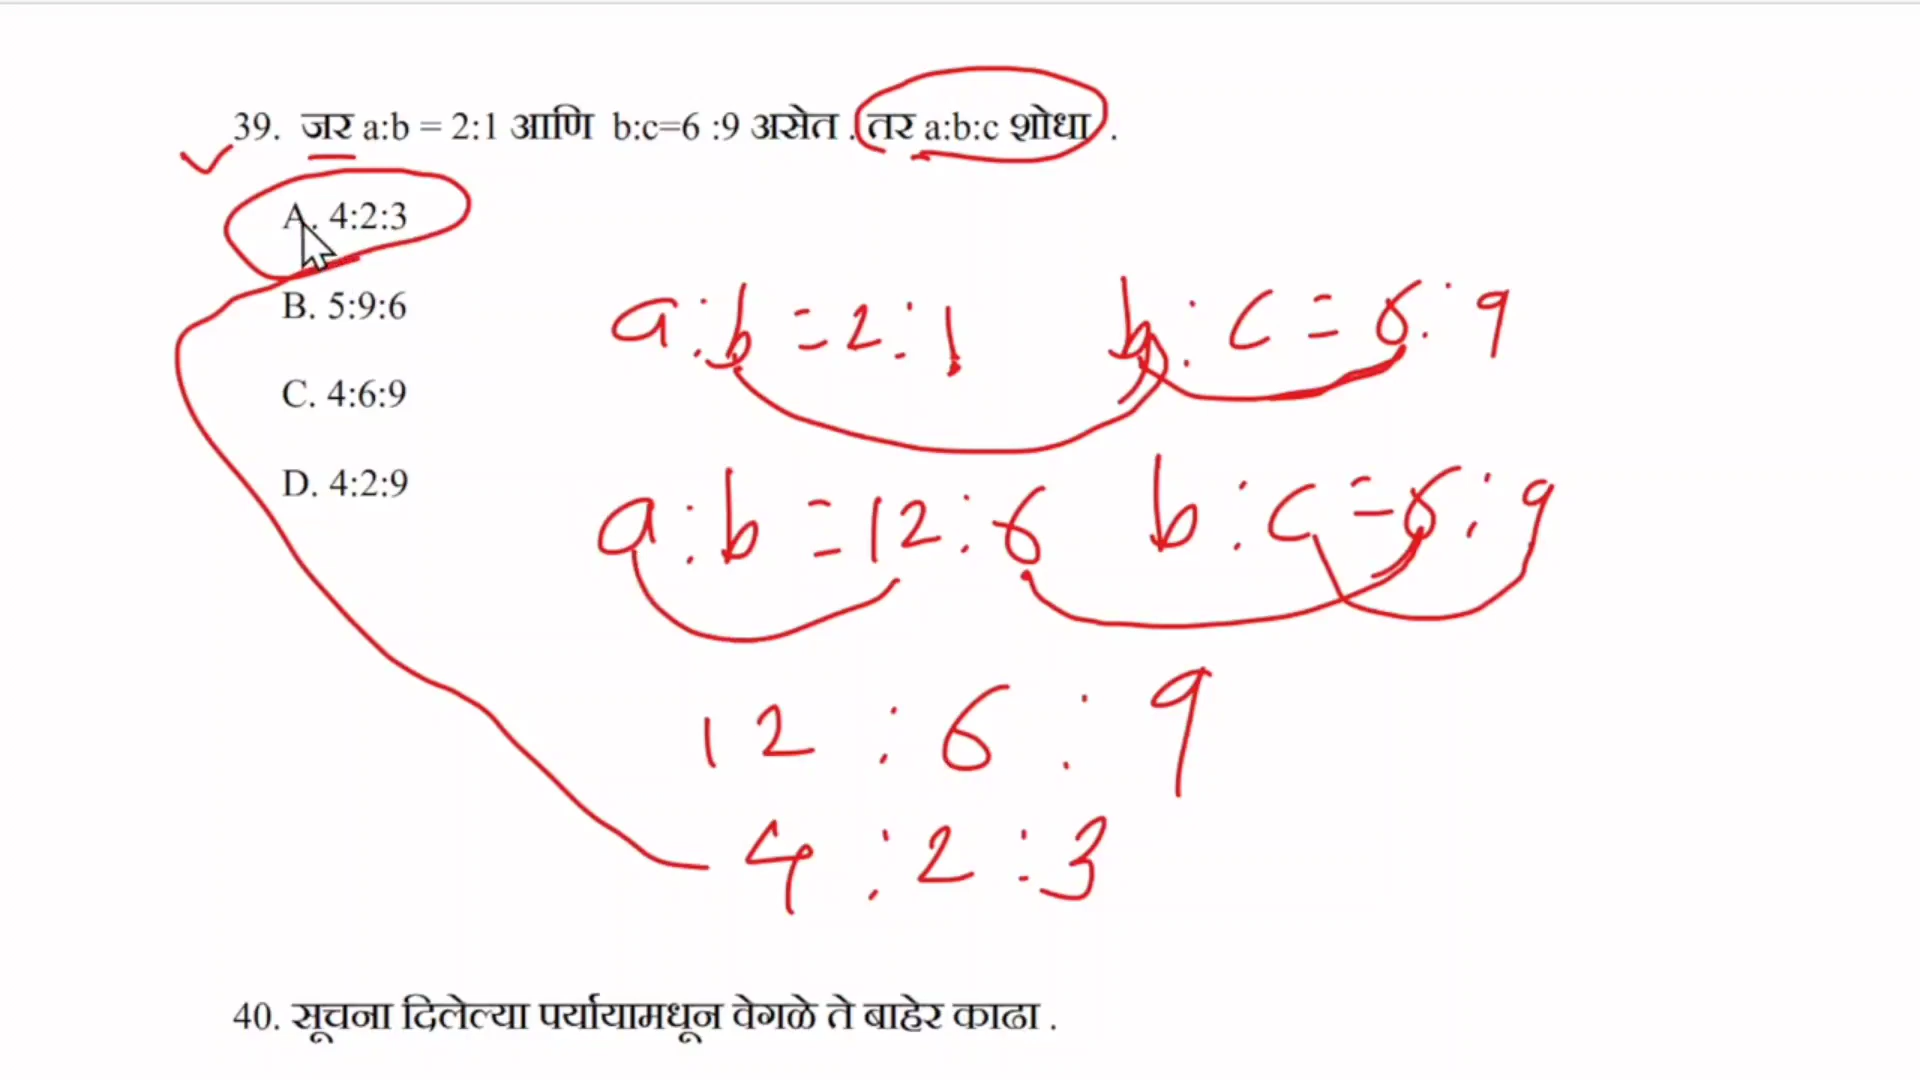 39. जर a:b = 2:1 आणि b:c=6 :9 असेत . तर a:b:c शोधा .
A. 4:2:3
B. 5:9:6
C. 4:6:9
D. 4:2:9
a:b = 2:1 b:c = 6:9
a:b = 12:6 b:c = 6:9
12 : 6 : 9
4 : 2 : 3
40. सूचना दिलेल्या पर्यायामधून वेगळे ते बाहेर काढा .